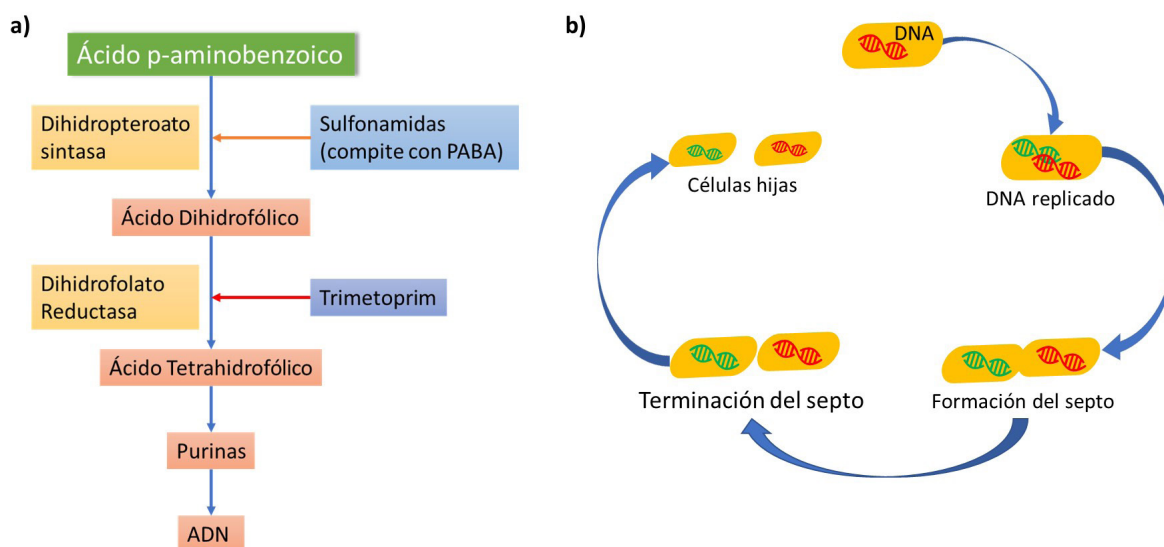 a)
Ácido p-aminobenzoico
Dihidropteroato
sintasa
Sulfonamidas
(compite con PABA)
Ácido Dihidrofólico
Dihidrofolato
Reductasa
Trimetoprim
Ácido Tetrahidrofólico
Purinas
ADN
b)
DNA
DNA replicado
Formación del septo
Terminación del septo
Células hijas